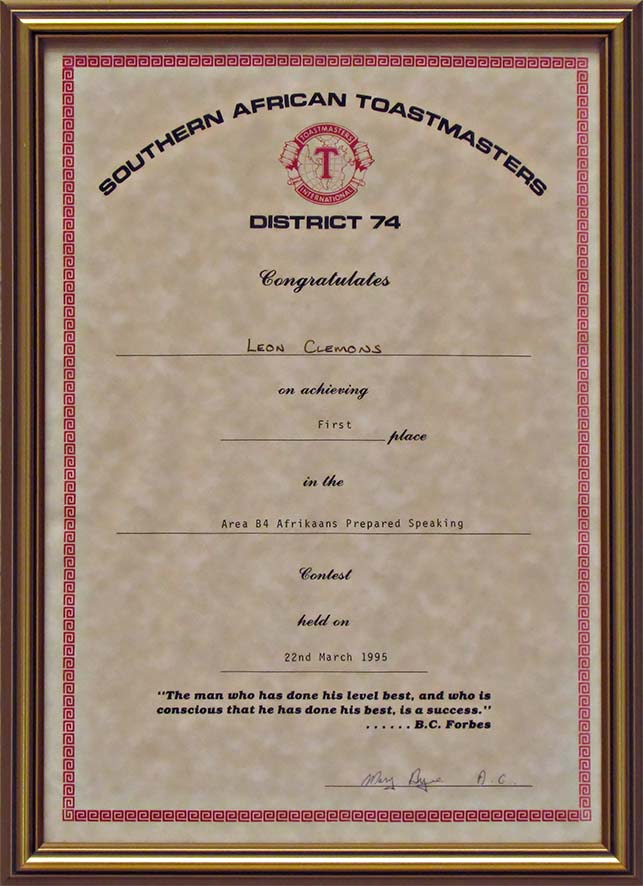 SOUTHERN AFRICAN TOASTMASTERS
TOASTMASTERS
T
INTERNATIONAL
DISTRICT 74
Congratulates
LEON CLEMONS
on achieving
First place
in the
Area B4 Afrikaans Prepared Speaking
Contest
held on
22nd March 1995
"The man who has done his level best, and who is
conscious that he has done his best, is a success."
......B.C. Forbes
Mary Byrne A.G.